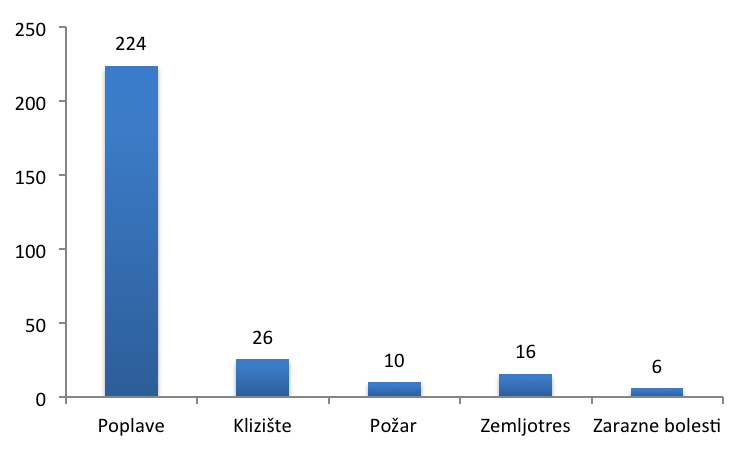 250
200
150
100
50
0
224
26
10
16
6
Poplave
Klizište
Požar
Zemljotres
Zarazne bolesti